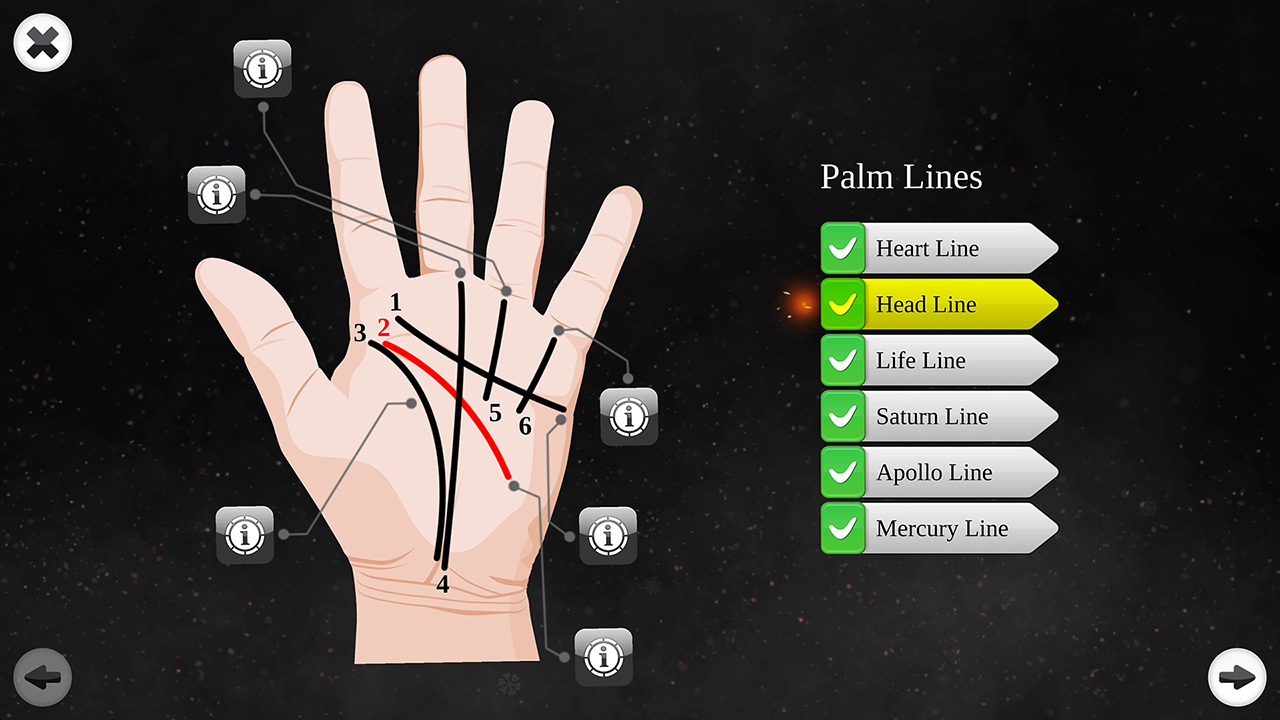 1
2
3
5
6
4
Palm Lines
Heart Line
Head Line
Life Line
Saturn Line
Apollo Line
Mercury Line
i
i
i
i
i
i